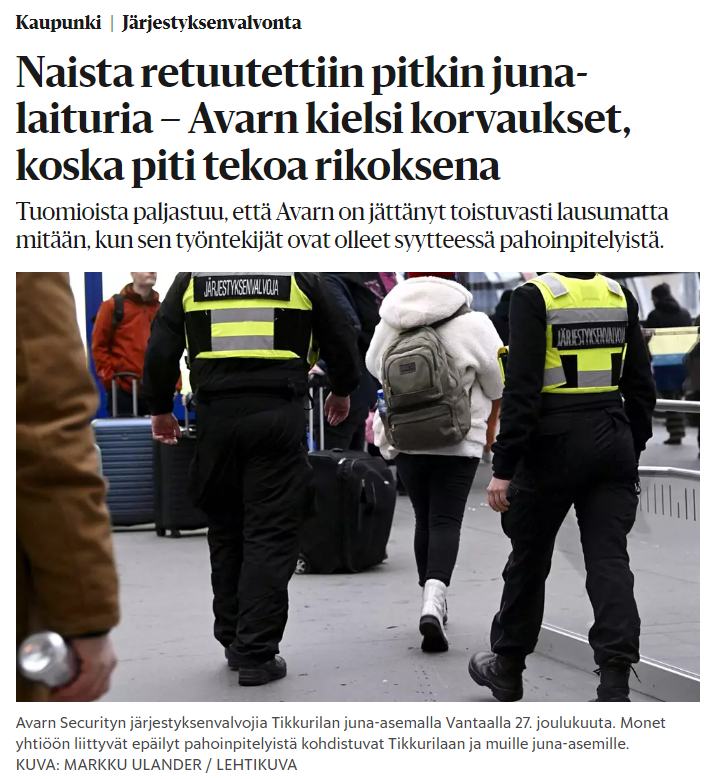 Kaupunki | Järjestyksenvalvonta
Naista retuutettiin pitkin juna-
laituria – Avarn kielsi korvaukset,
koska piti tekoa rikoksena
Tuomioista paljastuu, että Avarn on jättänyt toistuvasti lausumatta
mitään, kun sen työntekijät ovat olleet syytteessä pahoinpitelyistä.
JÄRJESTYKSENVALVOJA
JÄRJESTYKSENVALVOJA
Avarn Securityn järjestyksenvalvojia Tikkurilan juna-asemalla Vantaalla 27. joulukuuta. Monet
yhtiöön liittyvät epäilyt pahoinpitelyistä kohdistuvat Tikkurilaan ja muille juna-asemille.
KUVA: MARKKU ULANDER / LEHTIKUVA